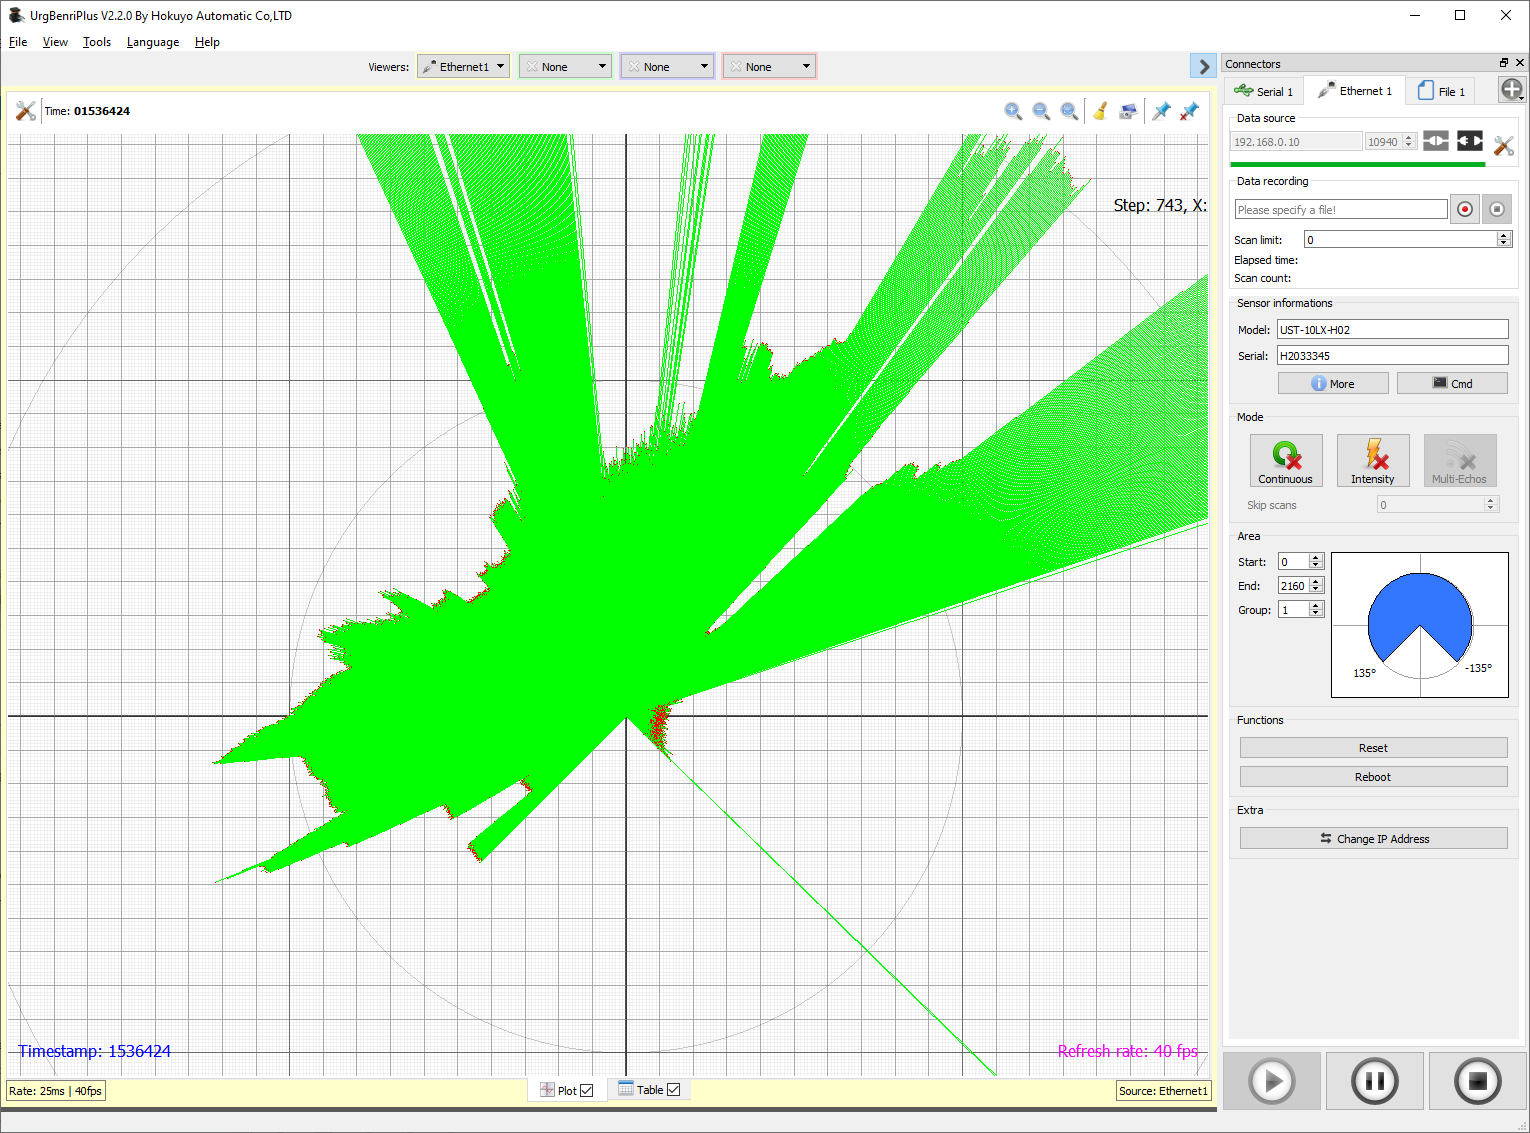 UrgBenriPlus V2.2.0 By Hokuyo Automatic Co,LTD
File View Tools Language Help
Viewers: Ethernet1 None None None
Connectors
Serial 1 Ethernet 1 File 1
Time: 01536424
Data source
192.168.0.10 10940
Data recording
Please specify a file!
Step: 743, X:
Scan limit: 0
Elapsed time:
Scan count:
Sensor informations
Model: UST-10LX-H02
Serial: H2033345
More Cmd
Mode
Continuous Intensity Multi-Echos
Skip scans 0
Area
Start: 0
End: 2160
Group: 1
135° -135°
Functions
Reset
Reboot
Extra
Change IP Address
Timestamp: 1536424 Refresh rate: 40 fps
Rate: 25ms | 40fps Plot Table Source: Ethernet1